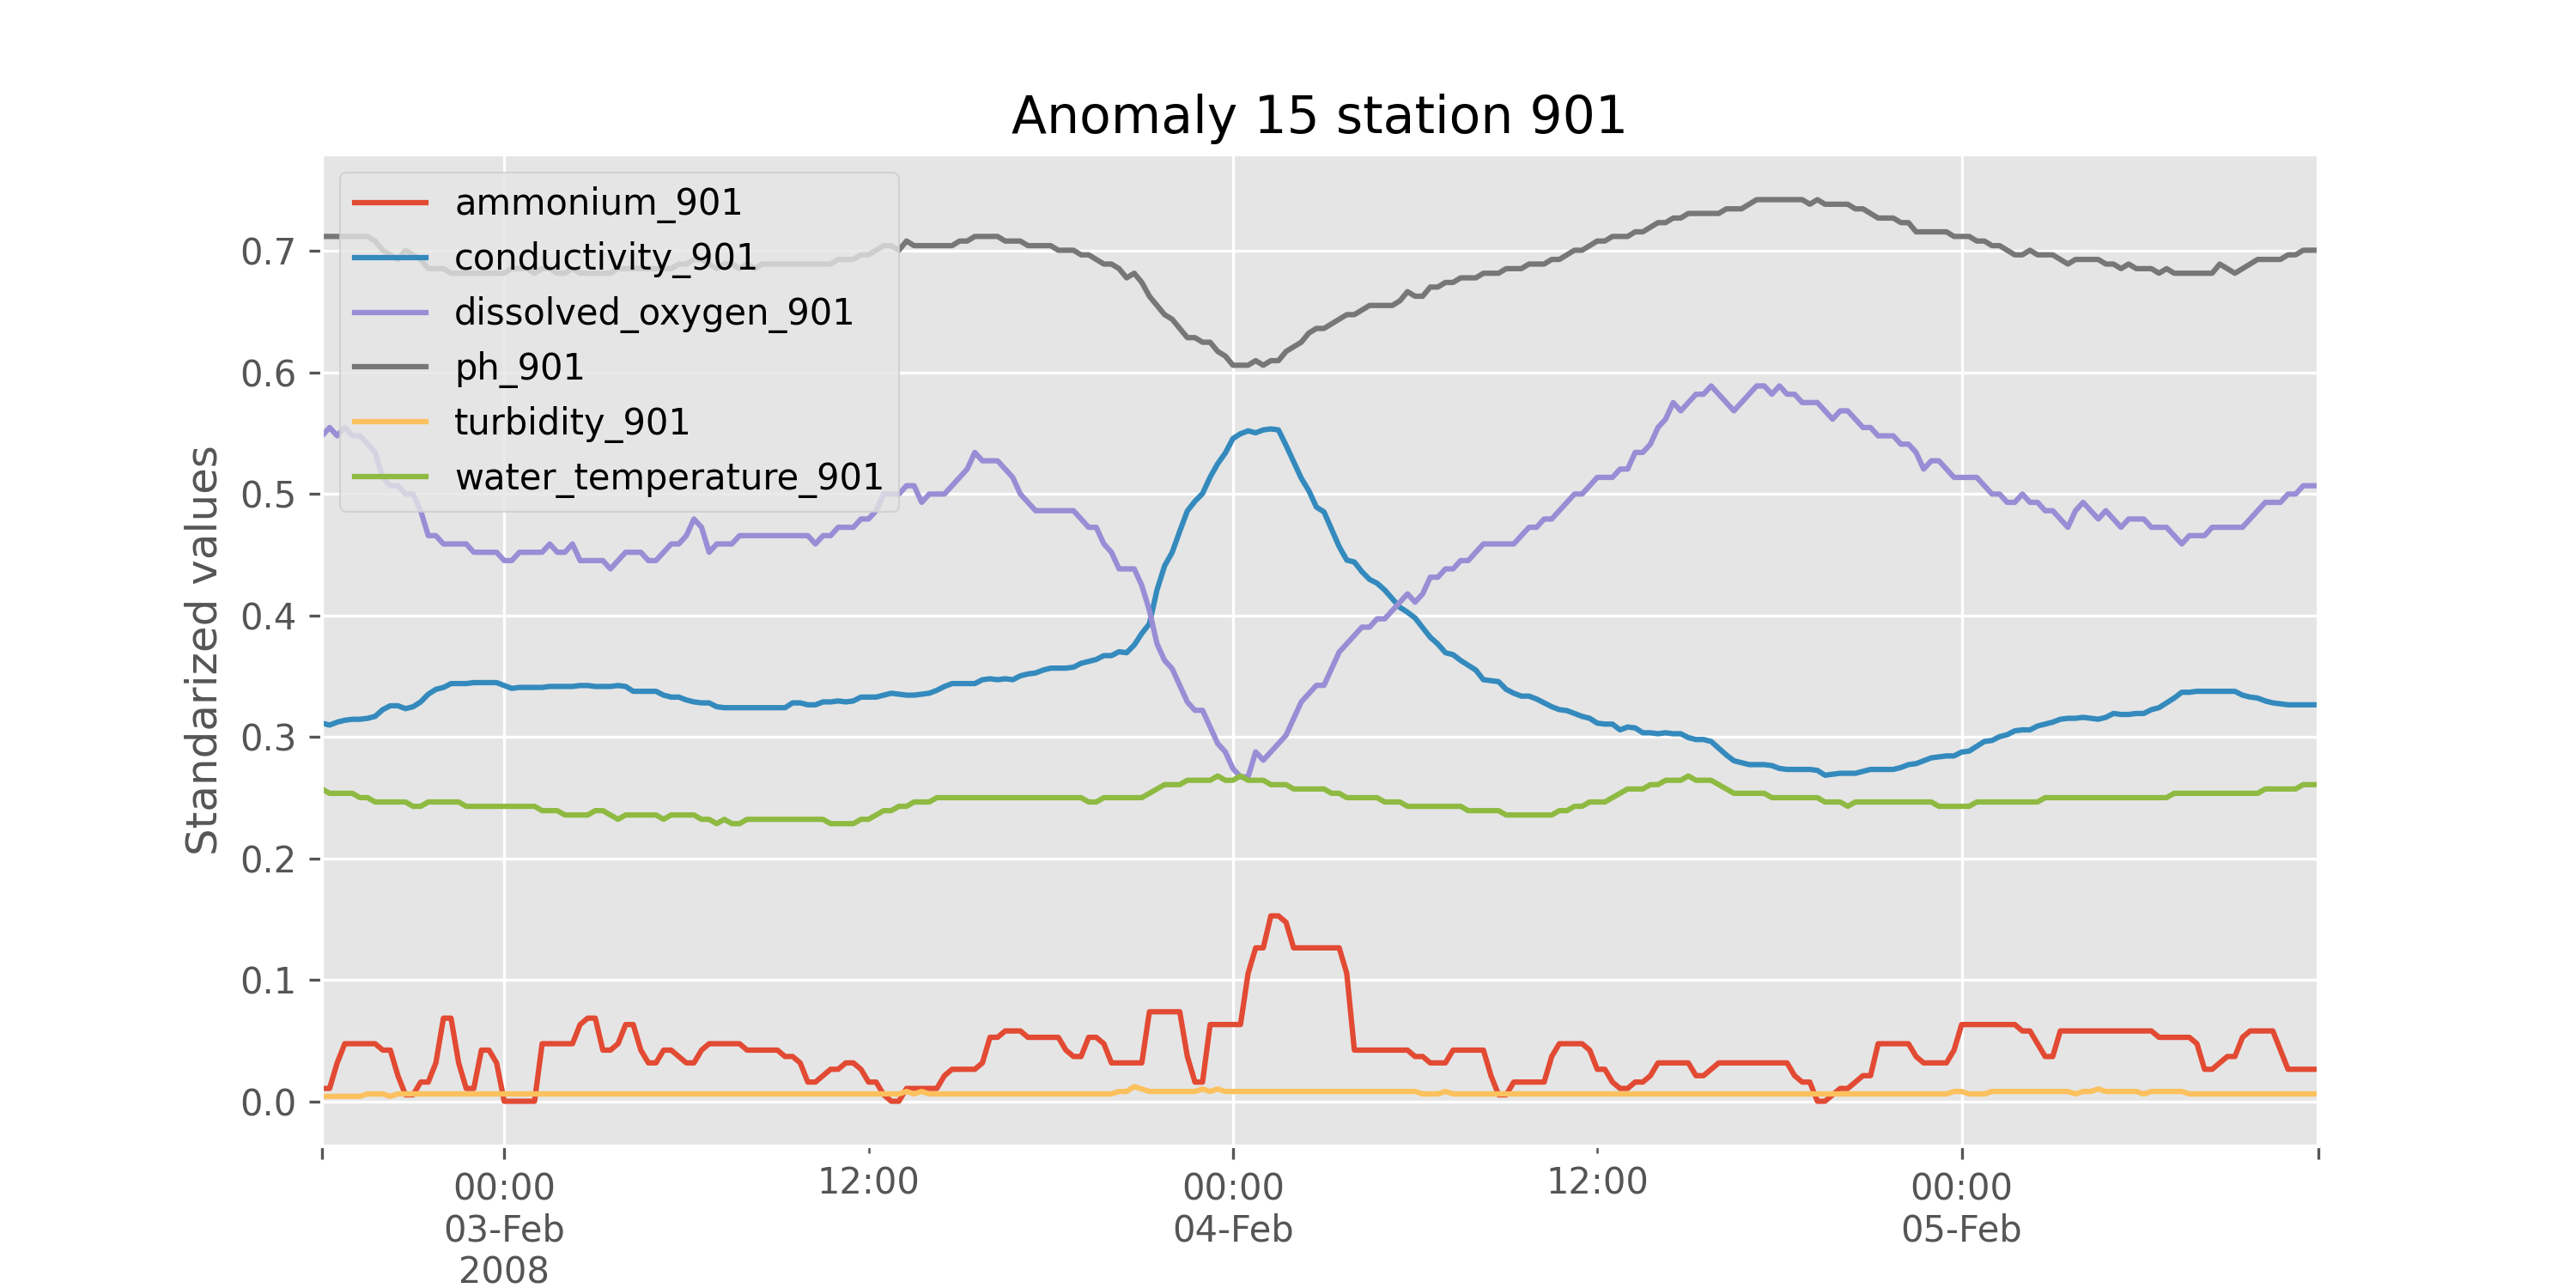 Anomaly 15 station 901
ammonium_901
conductivity_901
dissolved_oxygen_901
ph_901
turbidity_901
water_temperature_901
Standarized values
0.7
0.6
0.5
0.4
0.3
0.2
0.1
0.0
00:00 12:00 00:00 12:00 00:00
03-Feb 04-Feb 05-Feb
2008